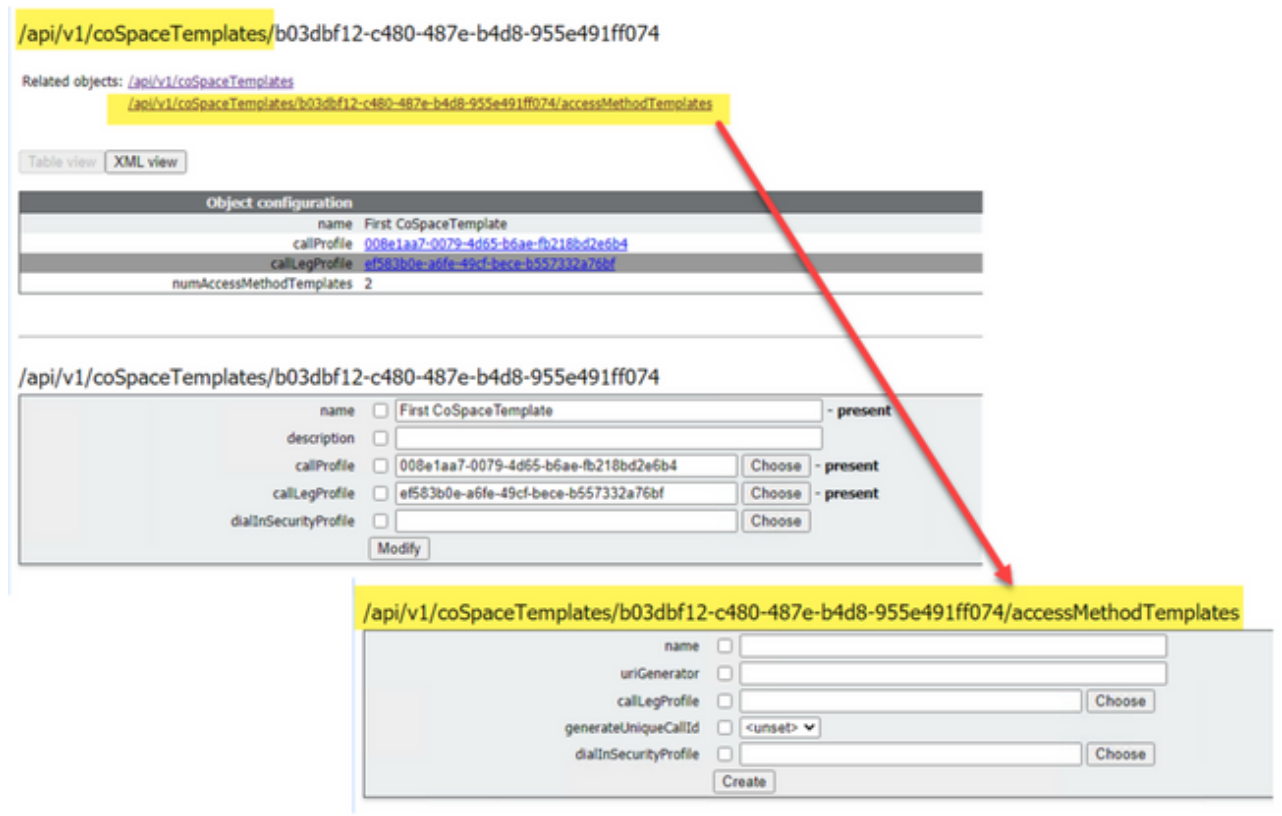 /api/v1/coSpaceTemplates/b03dbf12-c480-487e-b4d8-955e491ff074
Related objects: /api/v1/coSpaceTemplates
/api/v1/coSpaceTemplates/b03dbf12-c480-487e-b4d8-955e491ff074/accessMethodTemplates
Table view XML view
Object configuration
name First CoSpaceTemplate
callProfile 008e1aa7-0079-4d65-b6ae-fb218bd2e6b4
callLegProfile ef583b0e-a6fe-49cf-bece-b557332a76bf
numAccessMethodTemplates 2
/api/v1/coSpaceTemplates/b03dbf12-c480-487e-b4d8-955e491ff074
name First CoSpaceTemplate - present
description
callProfile 008e1aa7-0079-4d65-b6ae-fb218bd2e6b4 Choose - present
callLegProfile ef583b0e-a6fe-49cf-bece-b557332a76bf Choose - present
dialInSecurityProfile Choose
Modify
/api/v1/coSpaceTemplates/b03dbf12-c480-487e-b4d8-955e491ff074/accessMethodTemplates
name
uriGenerator
callLegProfile Choose
generateUniqueCallId <unset>
dialInSecurityProfile Choose
Create